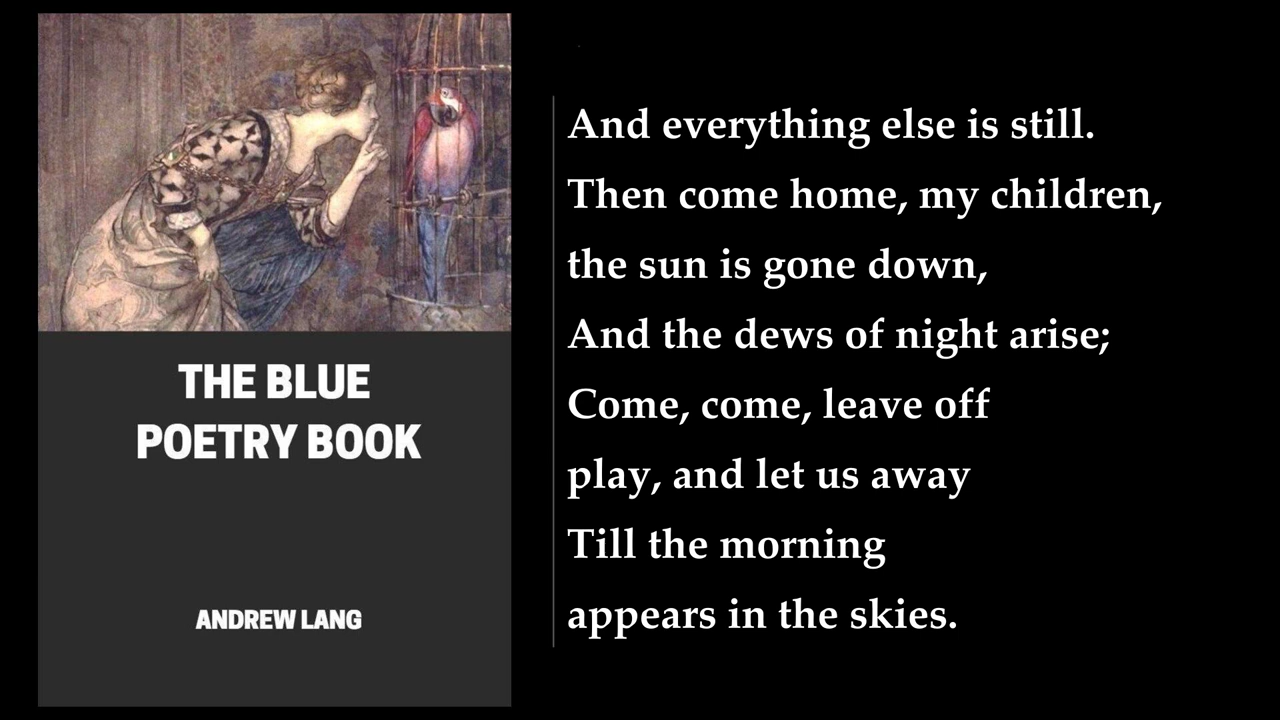 THE BLUE
POETRY BOOK
ANDREW LANG
And everything else is still.
Then come home, my children,
the sun is gone down,
And the dews of night arise;
Come, come, leave off
play, and let us away
Till the morning
appears in the skies.